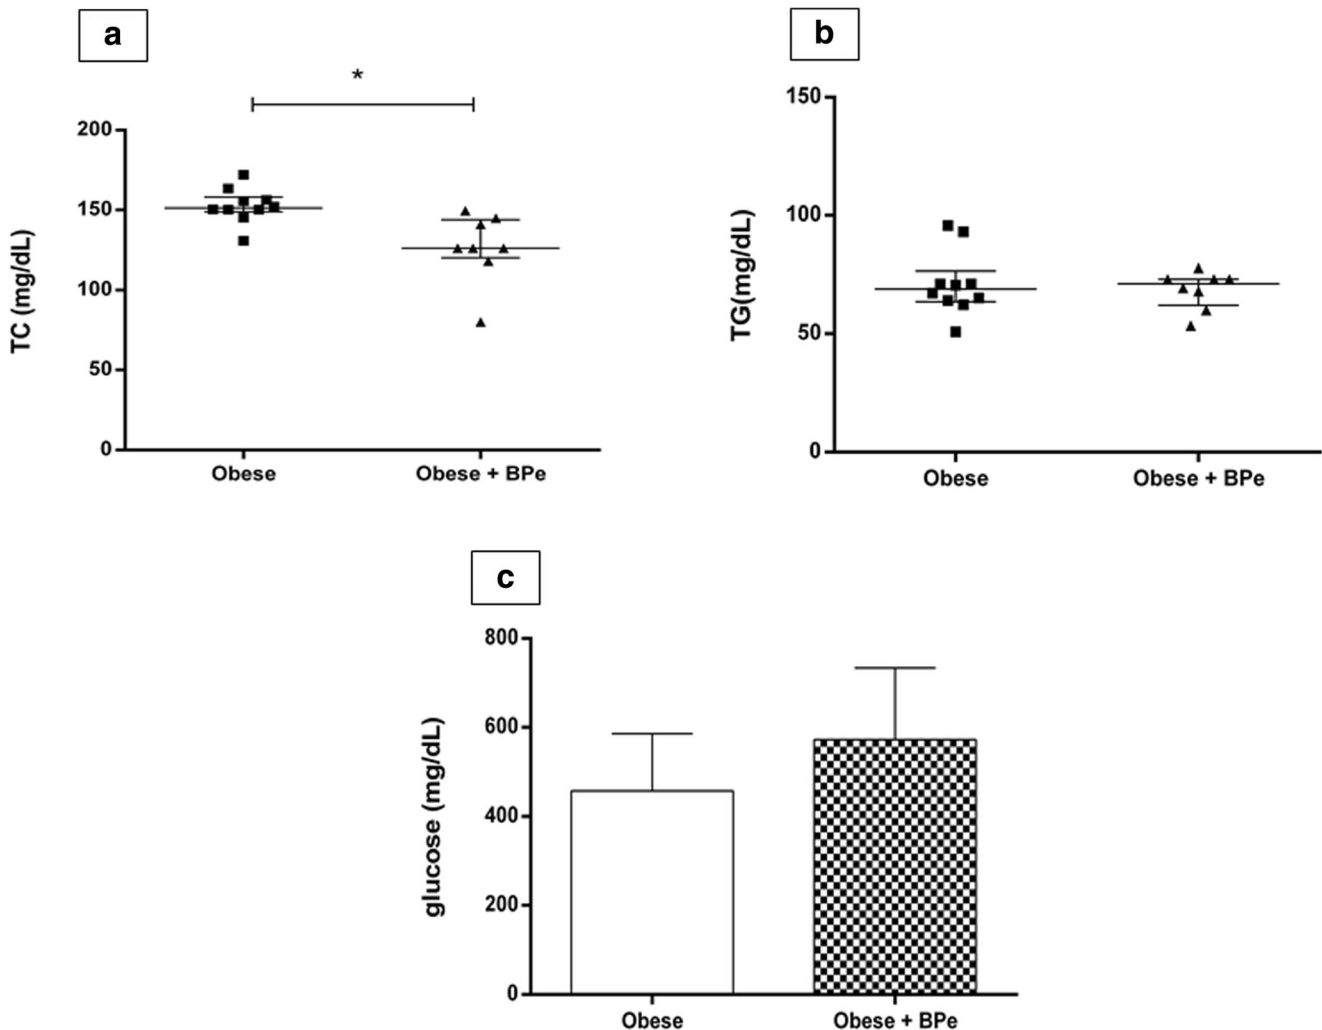 a
*
TC (mg/dL)
200
150
100
50
0
Obese
Obese + BPe
b
TG(mg/dL)
150
100
50
0
Obese
Obese + BPe
c
glucose (mg/dL)
800
600
400
200
0
Obese
Obese + BPe